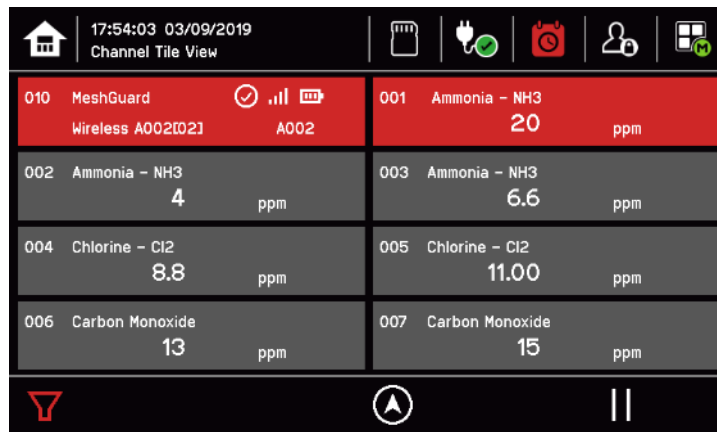 17:54:03 03/09/2019
Channel Tile View
M
010 MeshGuard
Wireless A002[02] A002
001 Ammonia - NH3
20 ppm
002 Ammonia - NH3
4 ppm
003 Ammonia - NH3
6.6 ppm
004 Chlorine - Cl2
8.8 ppm
005 Chlorine - Cl2
11.00 ppm
006 Carbon Monoxide
13 ppm
007 Carbon Monoxide
15 ppm